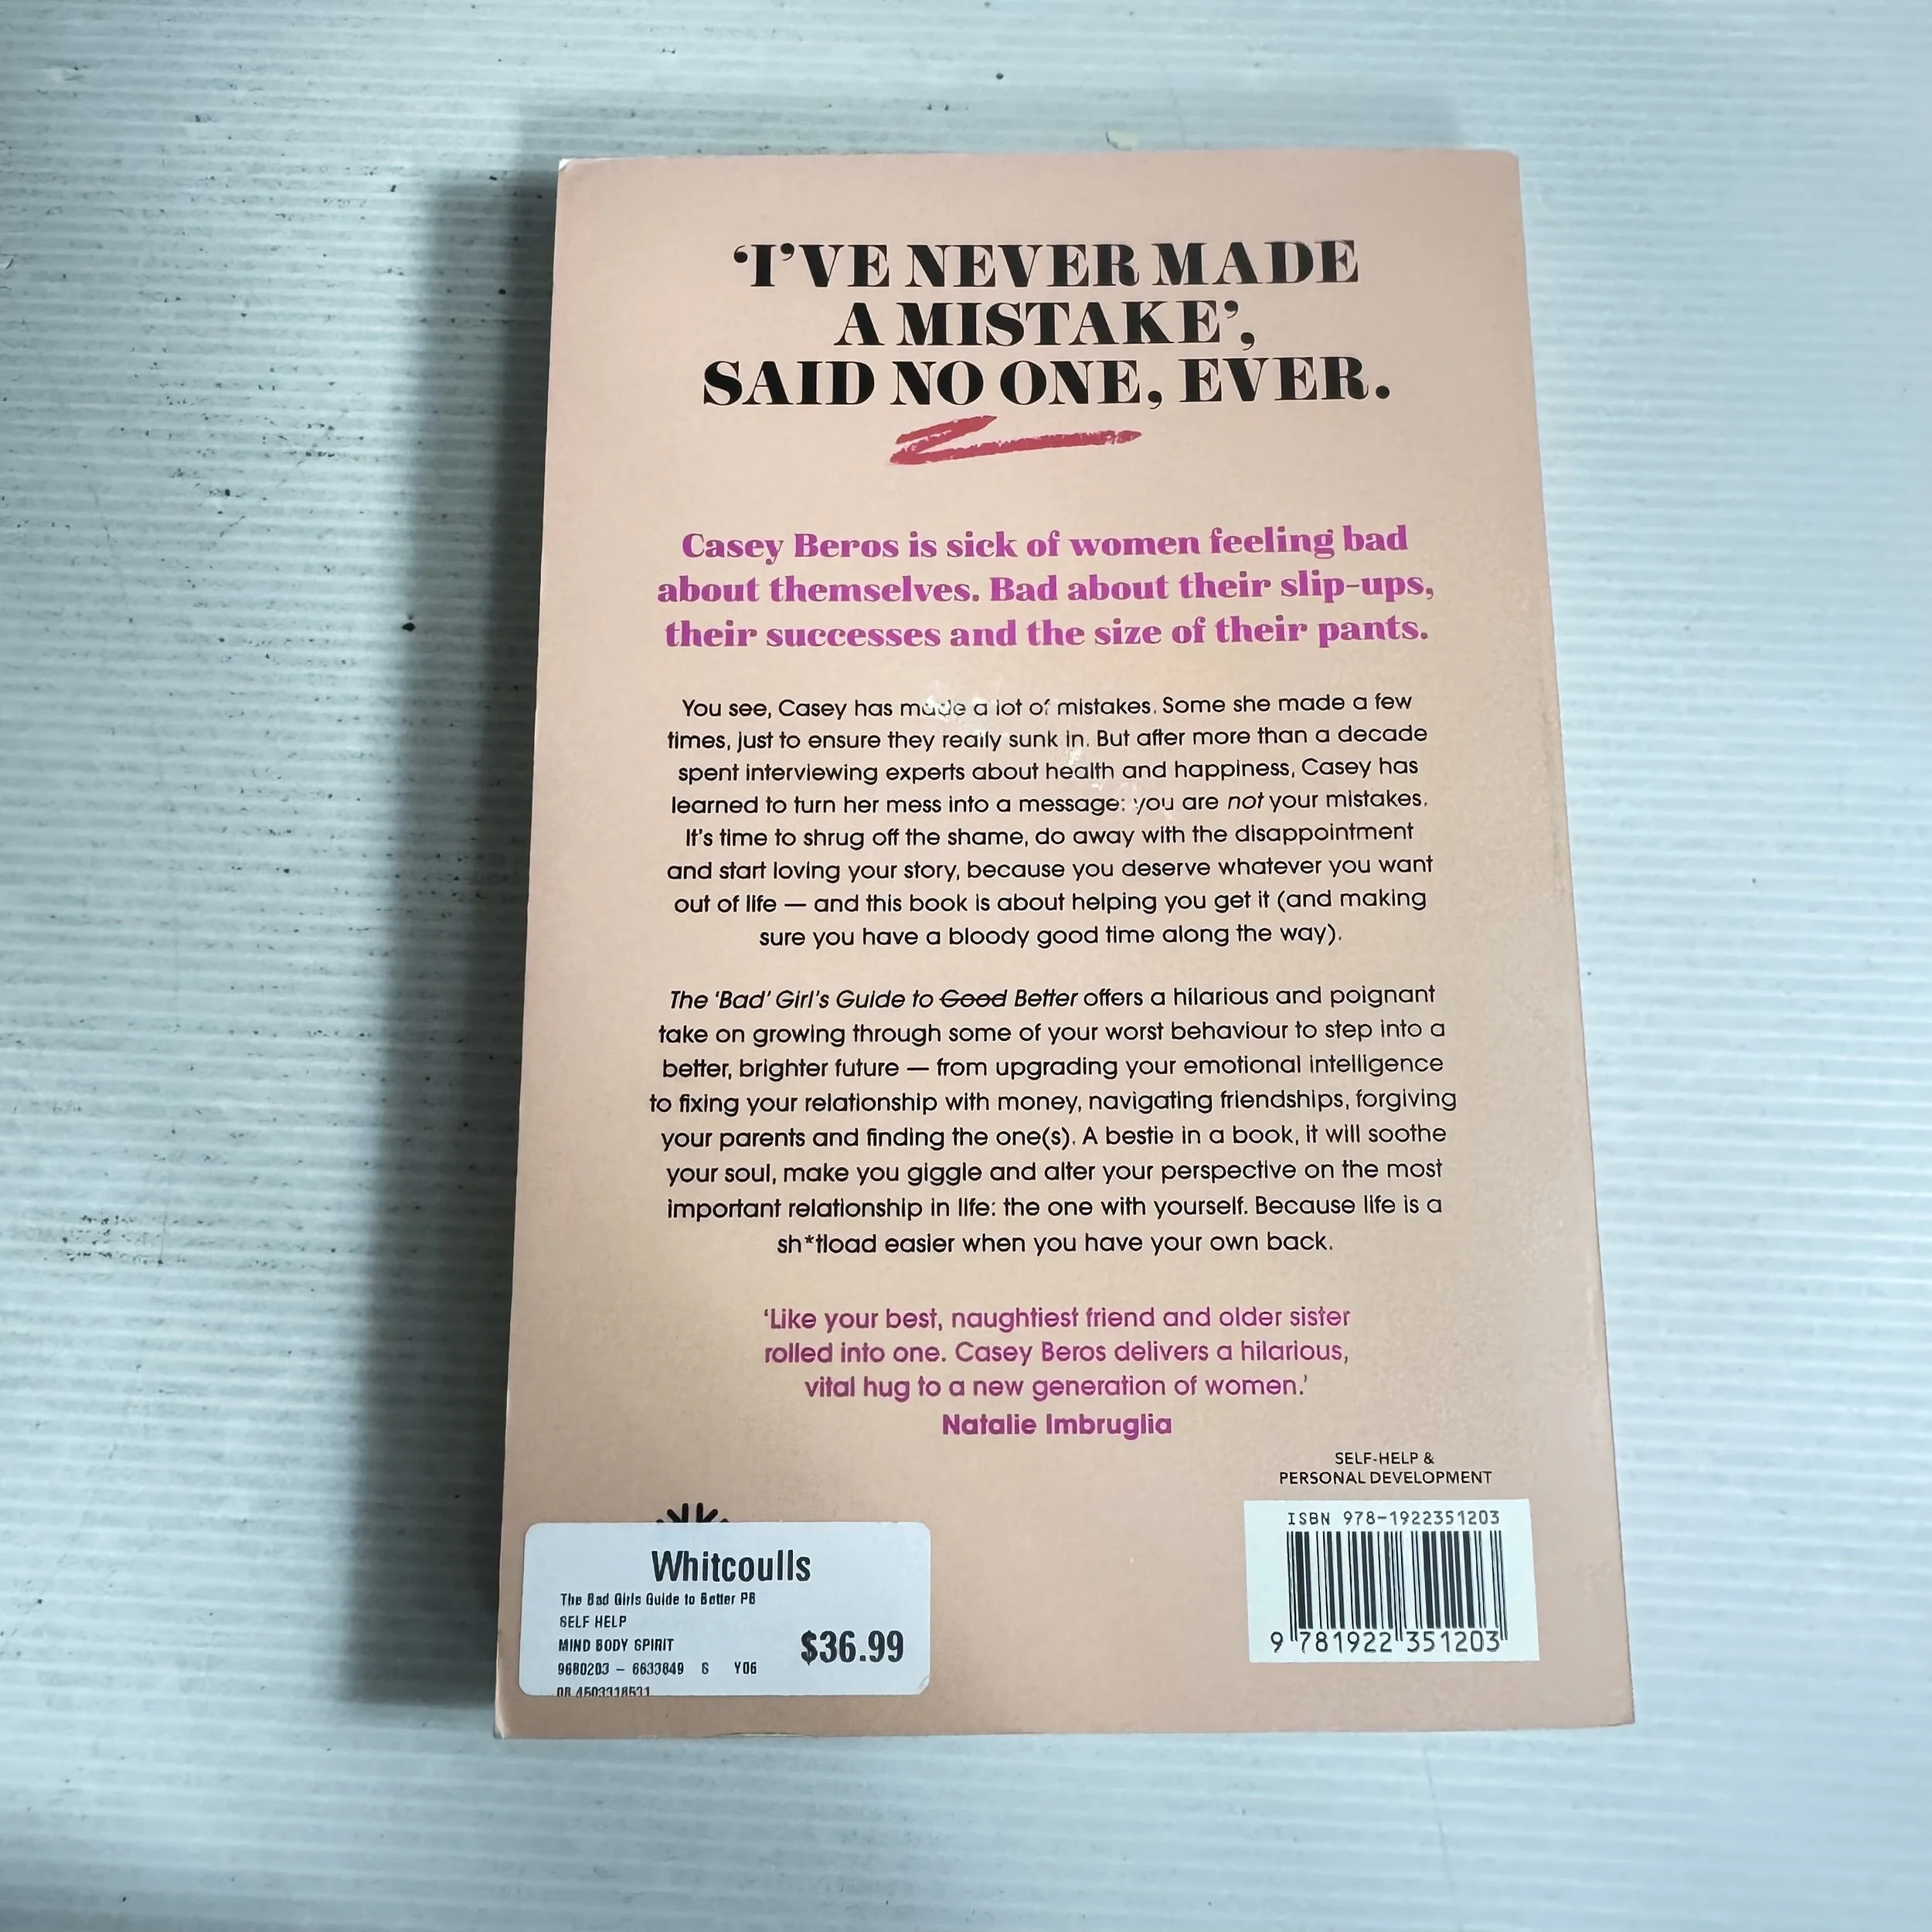 ‘I’VE NEVER MADE
A MISTAKE’,
SAID NO ONE, EVER.
Casey Beros is sick of women feeling bad
about themselves. Bad about their slip-ups,
their successes and the size of their pants.
You see, Casey has made a lot of mistakes. Some she made a few
times, just to ensure they really sunk in. But after more than a decade
spent interviewing experts about health and happiness, Casey has
learned to turn her mess into a message: you are not your mistakes.
It’s time to shrug off the shame, do away with the disappointment
and start loving your story, because you deserve whatever you want
out of life — and this book is about helping you get it (and making
sure you have a bloody good time along the way).
The ‘Bad’ Girl’s Guide to Good Better offers a hilarious and poignant
take on growing through some of your worst behaviour to step into a
better, brighter future — from upgrading your emotional intelligence
to fixing your relationship with money, navigating friendships, forgiving
your parents and finding the one(s). A bestie in a book, it will soothe
your soul, make you giggle and alter your perspective on the most
important relationship in life: the one with yourself. Because life is a
sh*tload easier when you have your own back.
‘Like your best, naughtiest friend and older sister
rolled into one. Casey Beros delivers a hilarious,
vital hug to a new generation of women.’
Natalie Imbruglia
SELF-HELP &
PERSONAL DEVELOPMENT
ISBN 978-1922351203
9 781922 351203
Whitcoulls
The Bad Girls Guide to Better PB
SELF HELP
MIND BODY SPIRIT
$36.99
9680203 – 6633649 S Y06